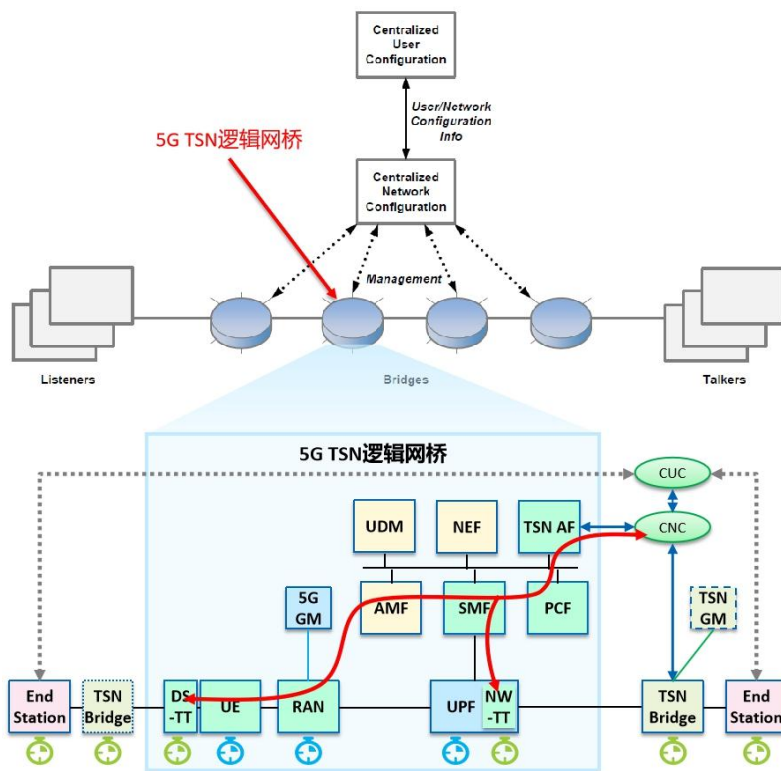 Centralized
User
Configuration
User/Network
Configuration
Info
5G TSN逻辑网桥
Centralized
Network
Configuration
Management
Listeners
Bridges
Talkers
5G TSN逻辑网桥
CUC
UDM
NEF
TSN AF
CNC
5G
GM
AMF
SMF
PCF
TSN
GM
End
Station
TSN
Bridge
DS
-TT
UE
RAN
UPF
NW
-TT
TSN
Bridge
End
Station